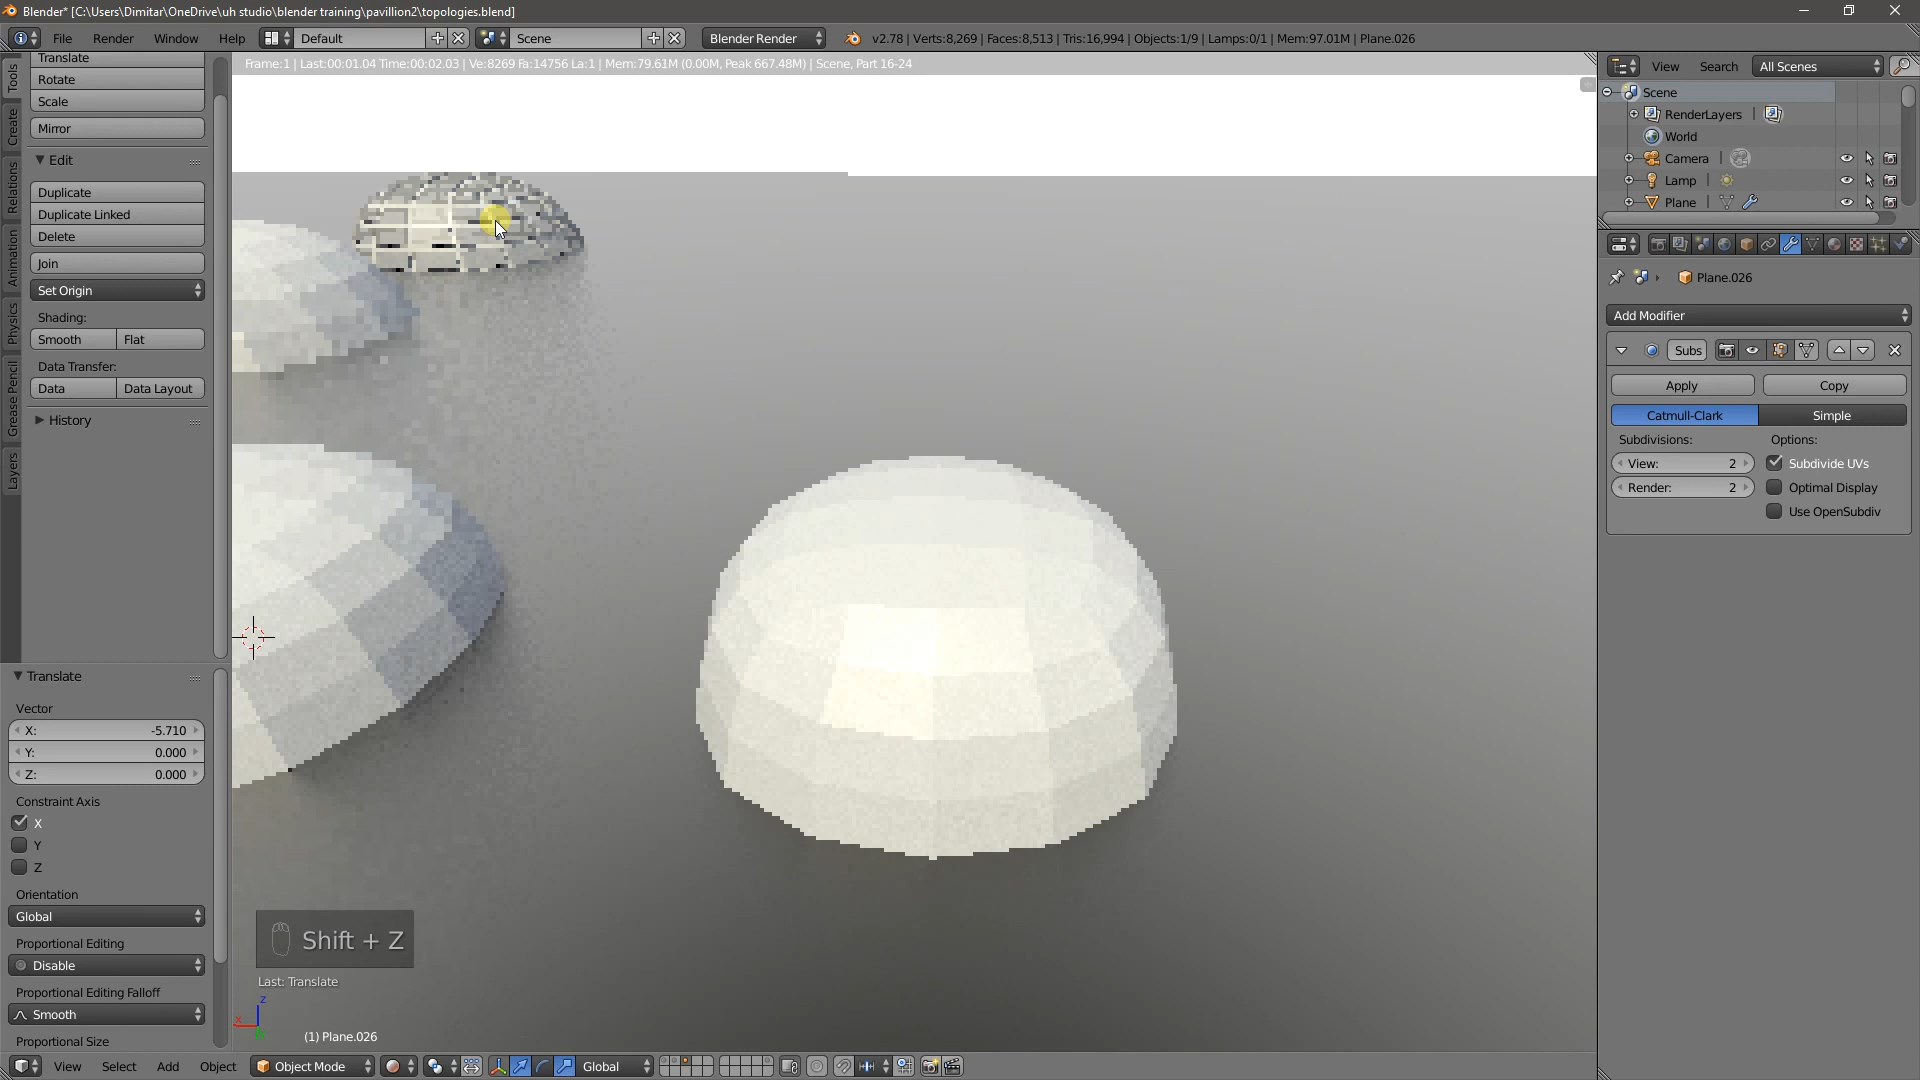 Blender* [C:\Users\Dimitar\OneDrive\uh studio\blender training\pavillion2\topologies.blend]
File Render Window Help Default Scene Blender Render v2.78 | Verts:8,269 | Faces:8,513 | Tris:16,994 | Objects:1/9 | Lamps:0/1 | Mem:97.01M | Plane.026
Frame:1 | Last:00:01.04 Time:00:02.03 | Ve:8269 Fa:14756 La:1 | Mem:79.61M (0.00M, Peak 667.48M) | Scene, Part 16-24
Tools
Create
Relations
Animation
Physics
Grease Pencil
Layers
Translate
Rotate
Scale
Mirror
Edit
Duplicate
Duplicate Linked
Delete
Join
Set Origin
Shading:
Smooth Flat
Data Transfer:
Data Data Layout
History
Translate
Vector
X: -5.710
Y: 0.000
Z: 0.000
Constraint Axis
X
Y
Z
Orientation
Global
Proportional Editing
Disable
Proportional Editing Falloff
Smooth
Proportional Size
Shift + Z
Last: Translate
z
x
(1) Plane.026
View Select Add Object Object Mode Global
View Search All Scenes
Scene
RenderLayers |
World
Camera |
Lamp |
Plane |
Plane.026
Add Modifier
Subs
Apply Copy
Catmull-Clark Simple
Subdivisions: Options:
View: 2 Subdivide UVs
Render: 2 Optimal Display
Use OpenSubdiv